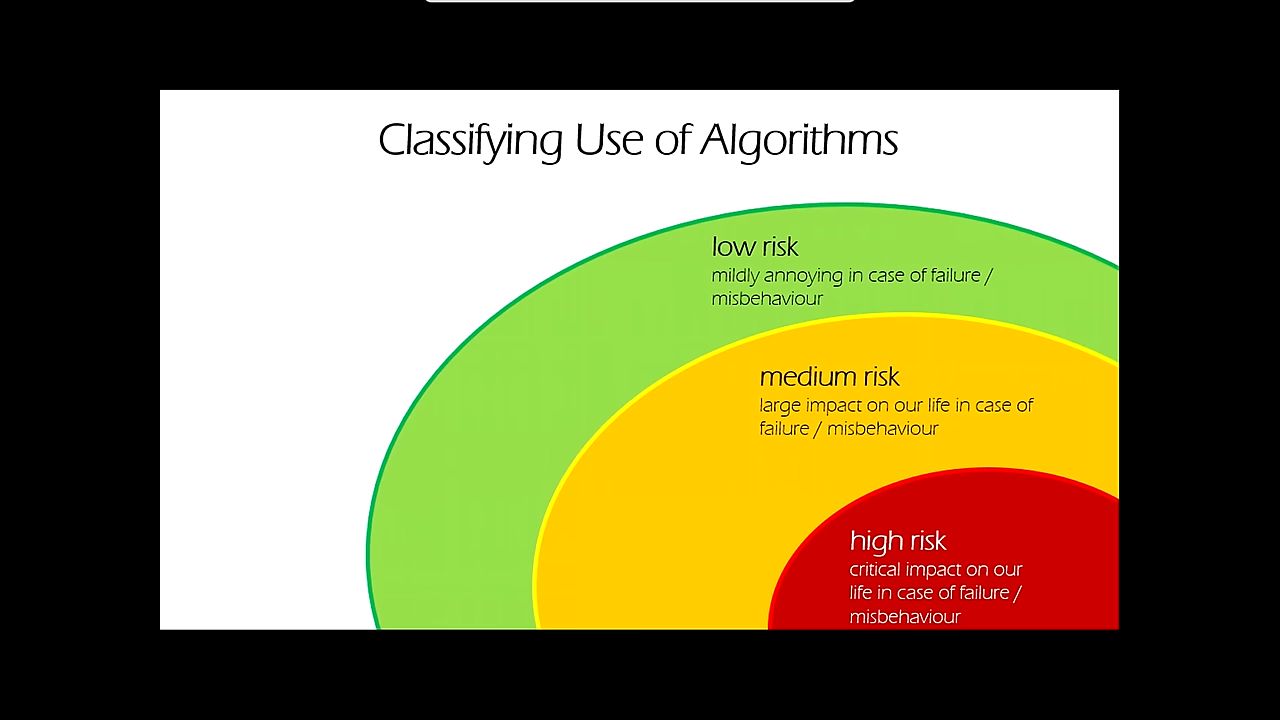 Classifying Use of Algorithms
low risk
mildly annoying in case of failure /
misbehaviour
medium risk
large impact on our life in case of
failure / misbehaviour
high risk
critical impact on our
life in case of failure /
misbehaviour